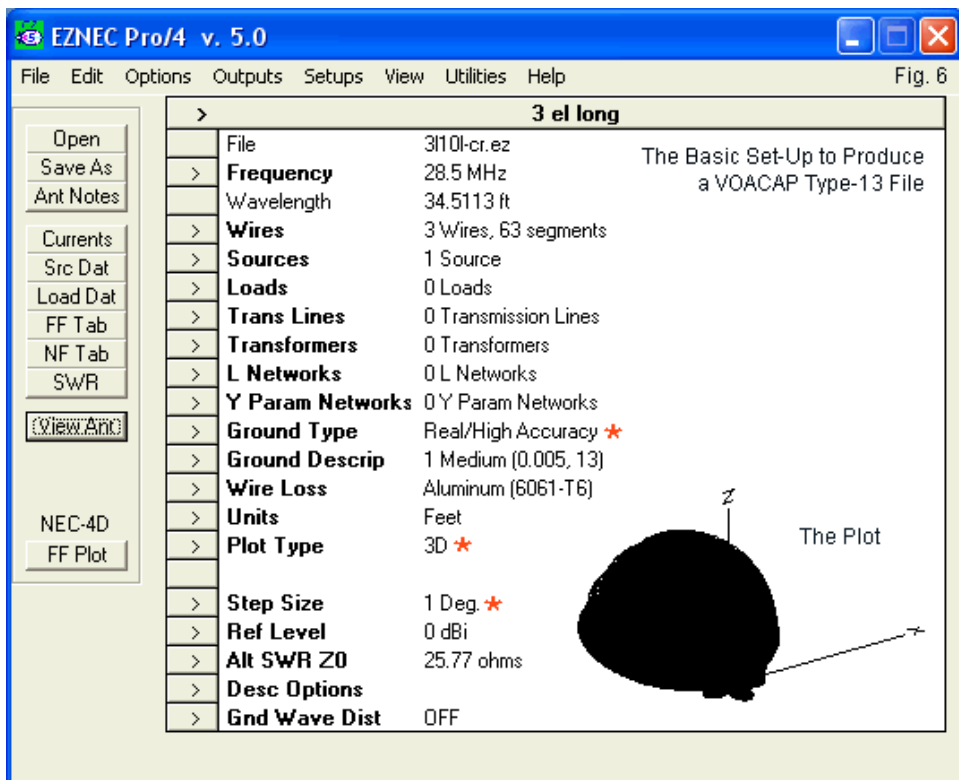 EZNEC Pro/4 v. 5.0
File Edit Options Outputs Setups View Utilities Help Fig. 6
> 3 el long
Open
Save As
Ant Notes
Currents
Src Dat
Load Dat
FF Tab
NF Tab
SWR
View Ant
NEC-4D
FF Plot
File 3l10l-cr.ez
> Frequency 28.5 MHz
Wavelength 34.5113 ft
> Wires 3 Wires, 63 segments
> Sources 1 Source
> Loads 0 Loads
> Trans Lines 0 Transmission Lines
> Transformers 0 Transformers
> L Networks 0 L Networks
> Y Param Networks 0 Y Param Networks
> Ground Type Real/High Accuracy *
> Ground Descrip 1 Medium (0.005, 13)
> Wire Loss Aluminum (6061-T6)
> Units Feet
> Plot Type 3D *
> Step Size 1 Deg. *
> Ref Level 0 dBi
> Alt SWR Z0 25.77 ohms
> Desc Options
> Gnd Wave Dist OFF
The Basic Set-Up to Produce
a VOACAP Type-13 File
Z
The Plot